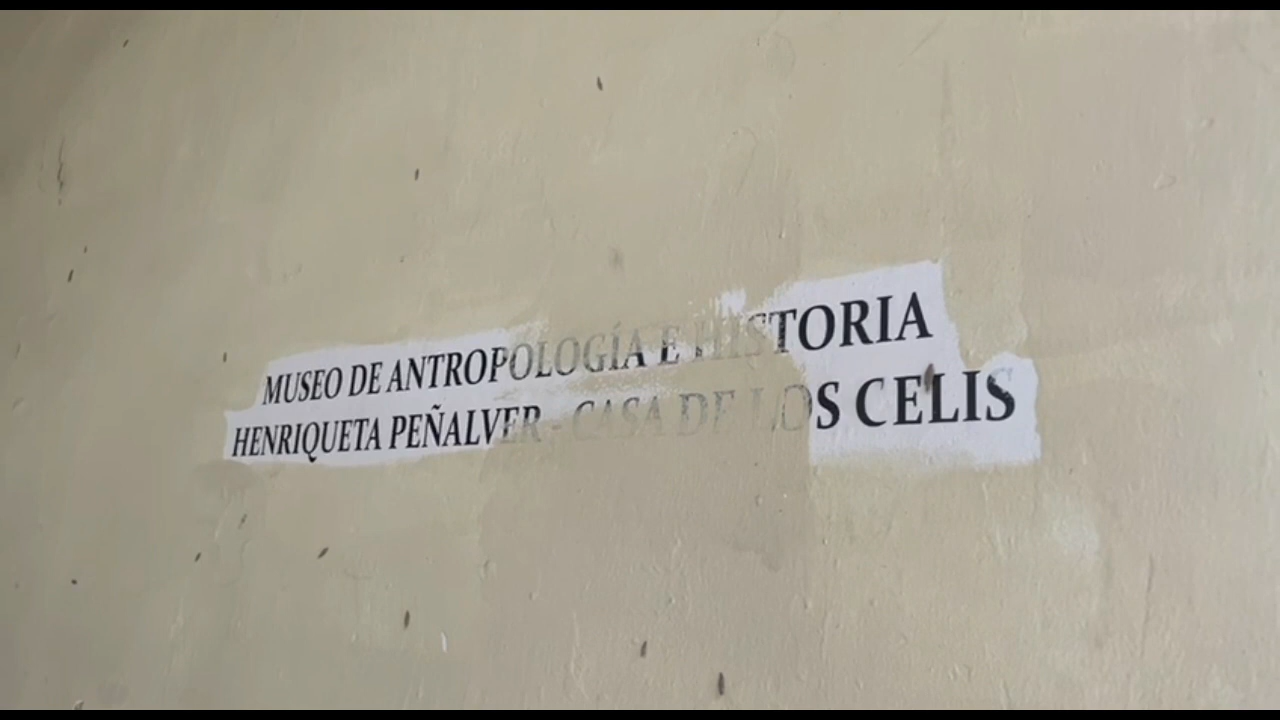 MUSEO DE ANTROPOLOGÍA E HISTORIA
HENRIQUETA PEÑALVER - CASA DE LOS CELIS